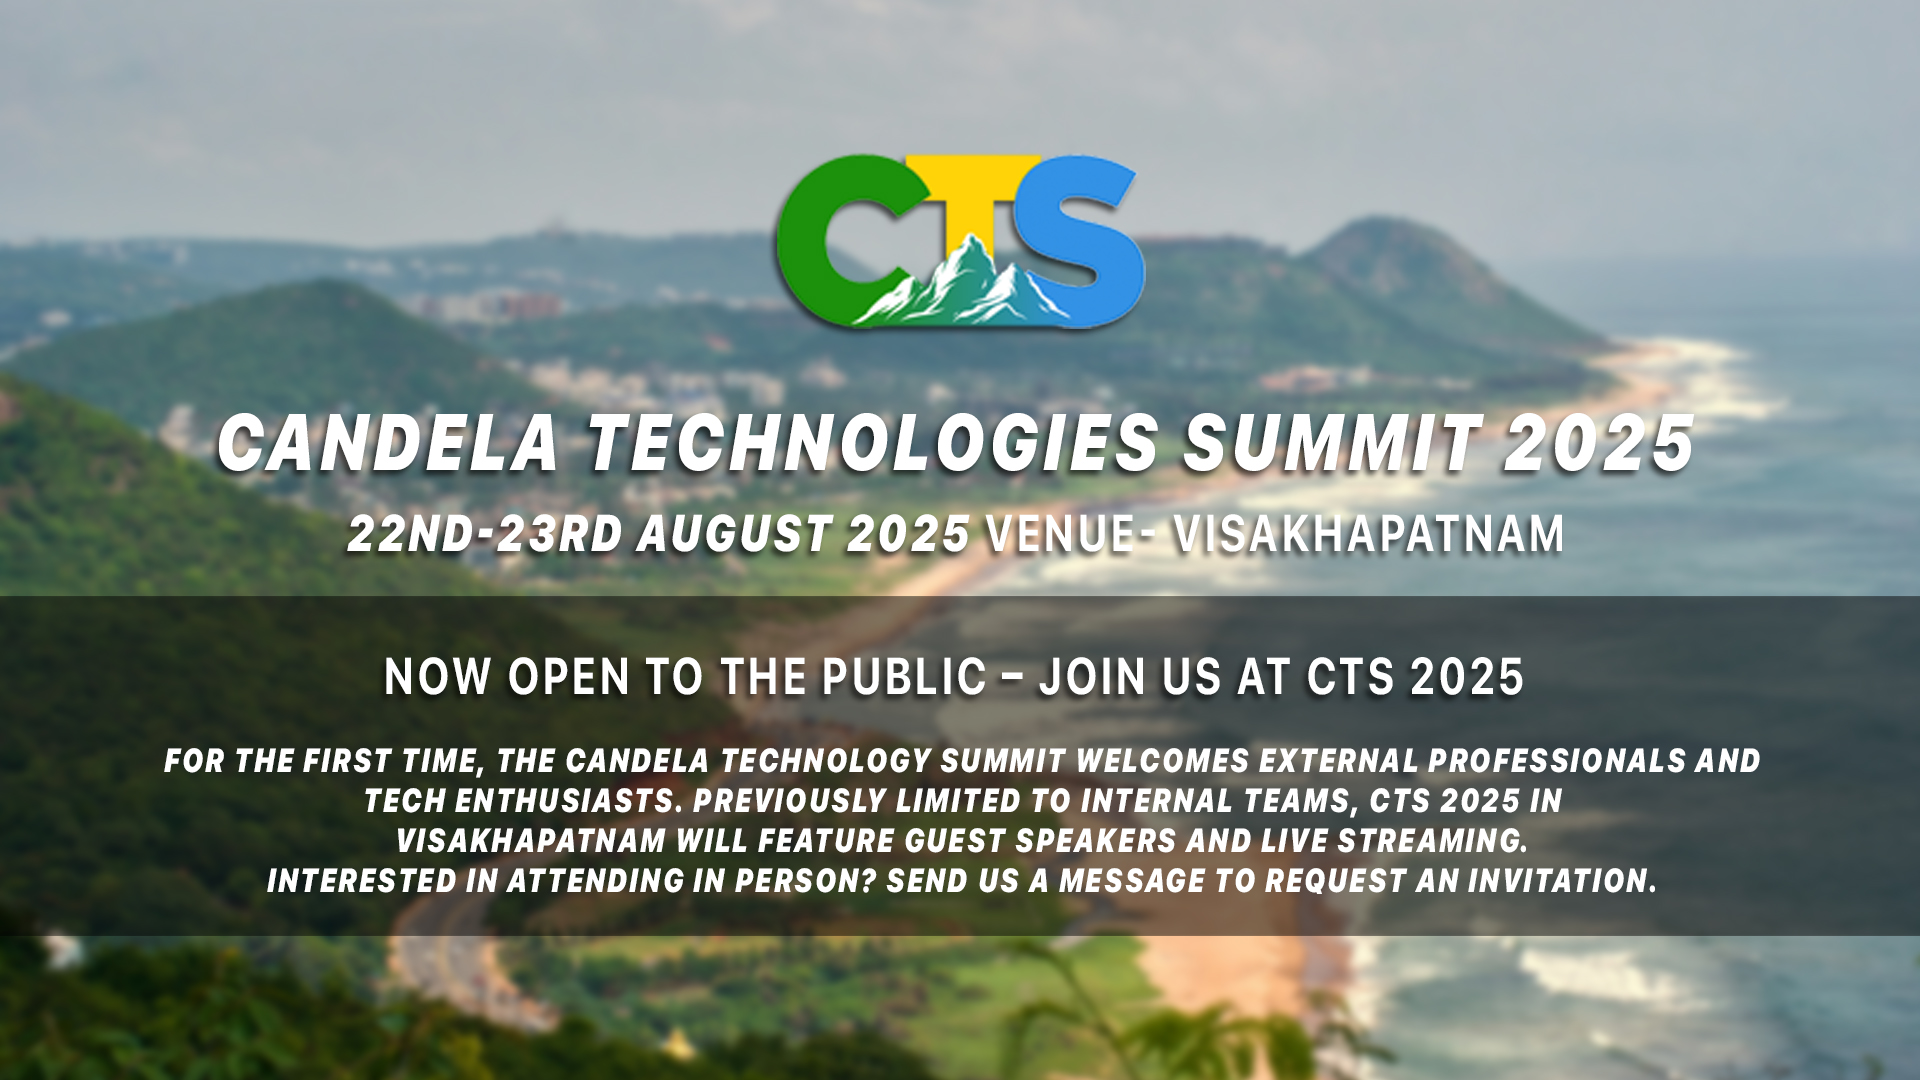 CTS
CANDELA TECHNOLOGIES SUMMIT 2025
22ND-23RD AUGUST 2025 VENUE- VISAKHAPATNAM
NOW OPEN TO THE PUBLIC – JOIN US AT CTS 2025
FOR THE FIRST TIME, THE CANDELA TECHNOLOGY SUMMIT WELCOMES EXTERNAL PROFESSIONALS AND
TECH ENTHUSIASTS. PREVIOUSLY LIMITED TO INTERNAL TEAMS, CTS 2025 IN
VISAKHAPATNAM WILL FEATURE GUEST SPEAKERS AND LIVE STREAMING.
INTERESTED IN ATTENDING IN PERSON? SEND US A MESSAGE TO REQUEST AN INVITATION.